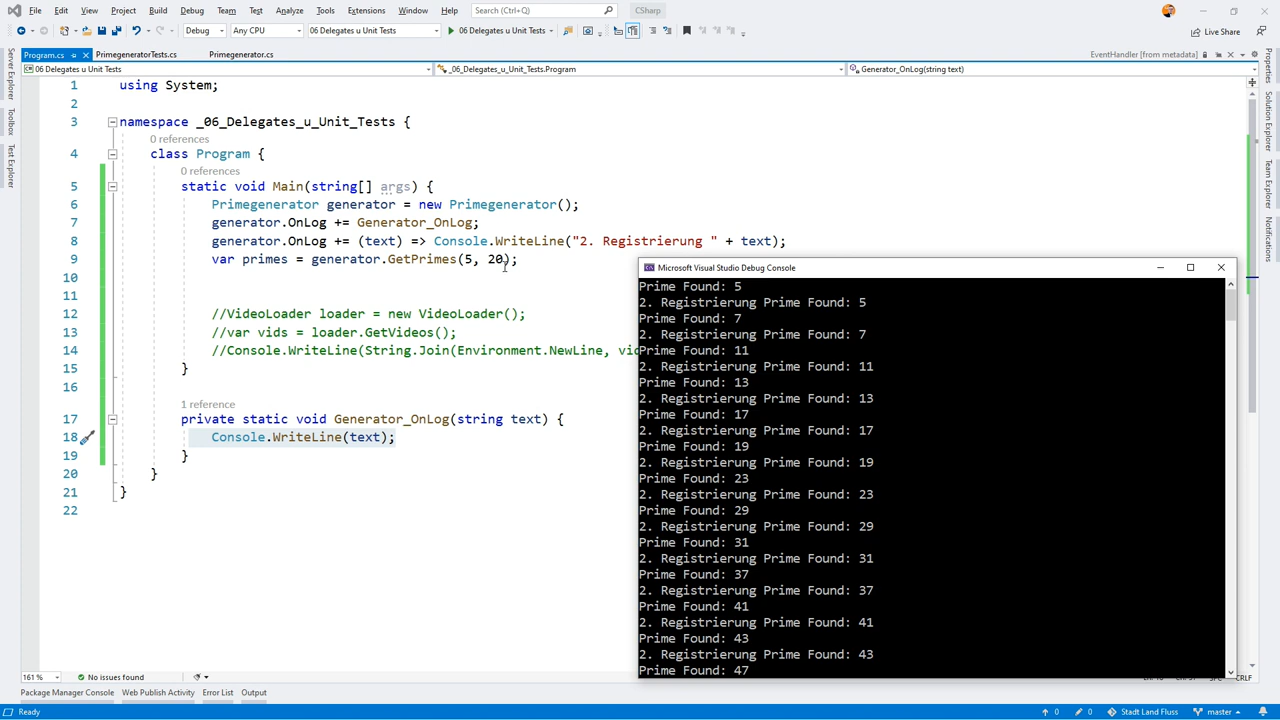 File Edit View Project Build Debug Team Test Analyze Tools Extensions Window Help Search (Ctrl+Q) CSharp
Debug Any CPU 06 Delegates u Unit Tests 06 Delegates u Unit Tests Live Share
Program.cs PrimegeneratorTests.cs Primegenerator.cs EventHandler [from metadata]
06 Delegates u Unit Tests _06_Delegates_u_Unit_Tests.Program Generator_OnLog(string text)
Server Explorer
Toolbox
Test Explorer
Properties
Solution Explorer
Team Explorer
Notifications
1 using System;
2
3 namespace _06_Delegates_u_Unit_Tests {
0 references
4 class Program {
0 references
5 static void Main(string[] args) {
6 Primegenerator generator = new Primegenerator();
7 generator.OnLog += Generator_OnLog;
8 generator.OnLog += (text) => Console.WriteLine("2. Registrierung " + text);
9 var primes = generator.GetPrimes(5, 20);
10
11
12 //VideoLoader loader = new VideoLoader();
13 //var vids = loader.GetVideos();
14 //Console.WriteLine(String.Join(Environment.NewLine, vid
15 }
16
1 reference
17 private static void Generator_OnLog(string text) {
18 Console.WriteLine(text);
19 }
20 }
21 }
22
Microsoft Visual Studio Debug Console
Prime Found: 5
2. Registrierung Prime Found: 5
Prime Found: 7
2. Registrierung Prime Found: 7
Prime Found: 11
2. Registrierung Prime Found: 11
Prime Found: 13
2. Registrierung Prime Found: 13
Prime Found: 17
2. Registrierung Prime Found: 17
Prime Found: 19
2. Registrierung Prime Found: 19
Prime Found: 23
2. Registrierung Prime Found: 23
Prime Found: 29
2. Registrierung Prime Found: 29
Prime Found: 31
2. Registrierung Prime Found: 31
Prime Found: 37
2. Registrierung Prime Found: 37
Prime Found: 41
2. Registrierung Prime Found: 41
Prime Found: 43
2. Registrierung Prime Found: 43
Prime Found: 47
161 % No issues found CRLF
Package Manager Console Web Publish Activity Error List Output
Ready 0 0 Stadt Land Fluss master